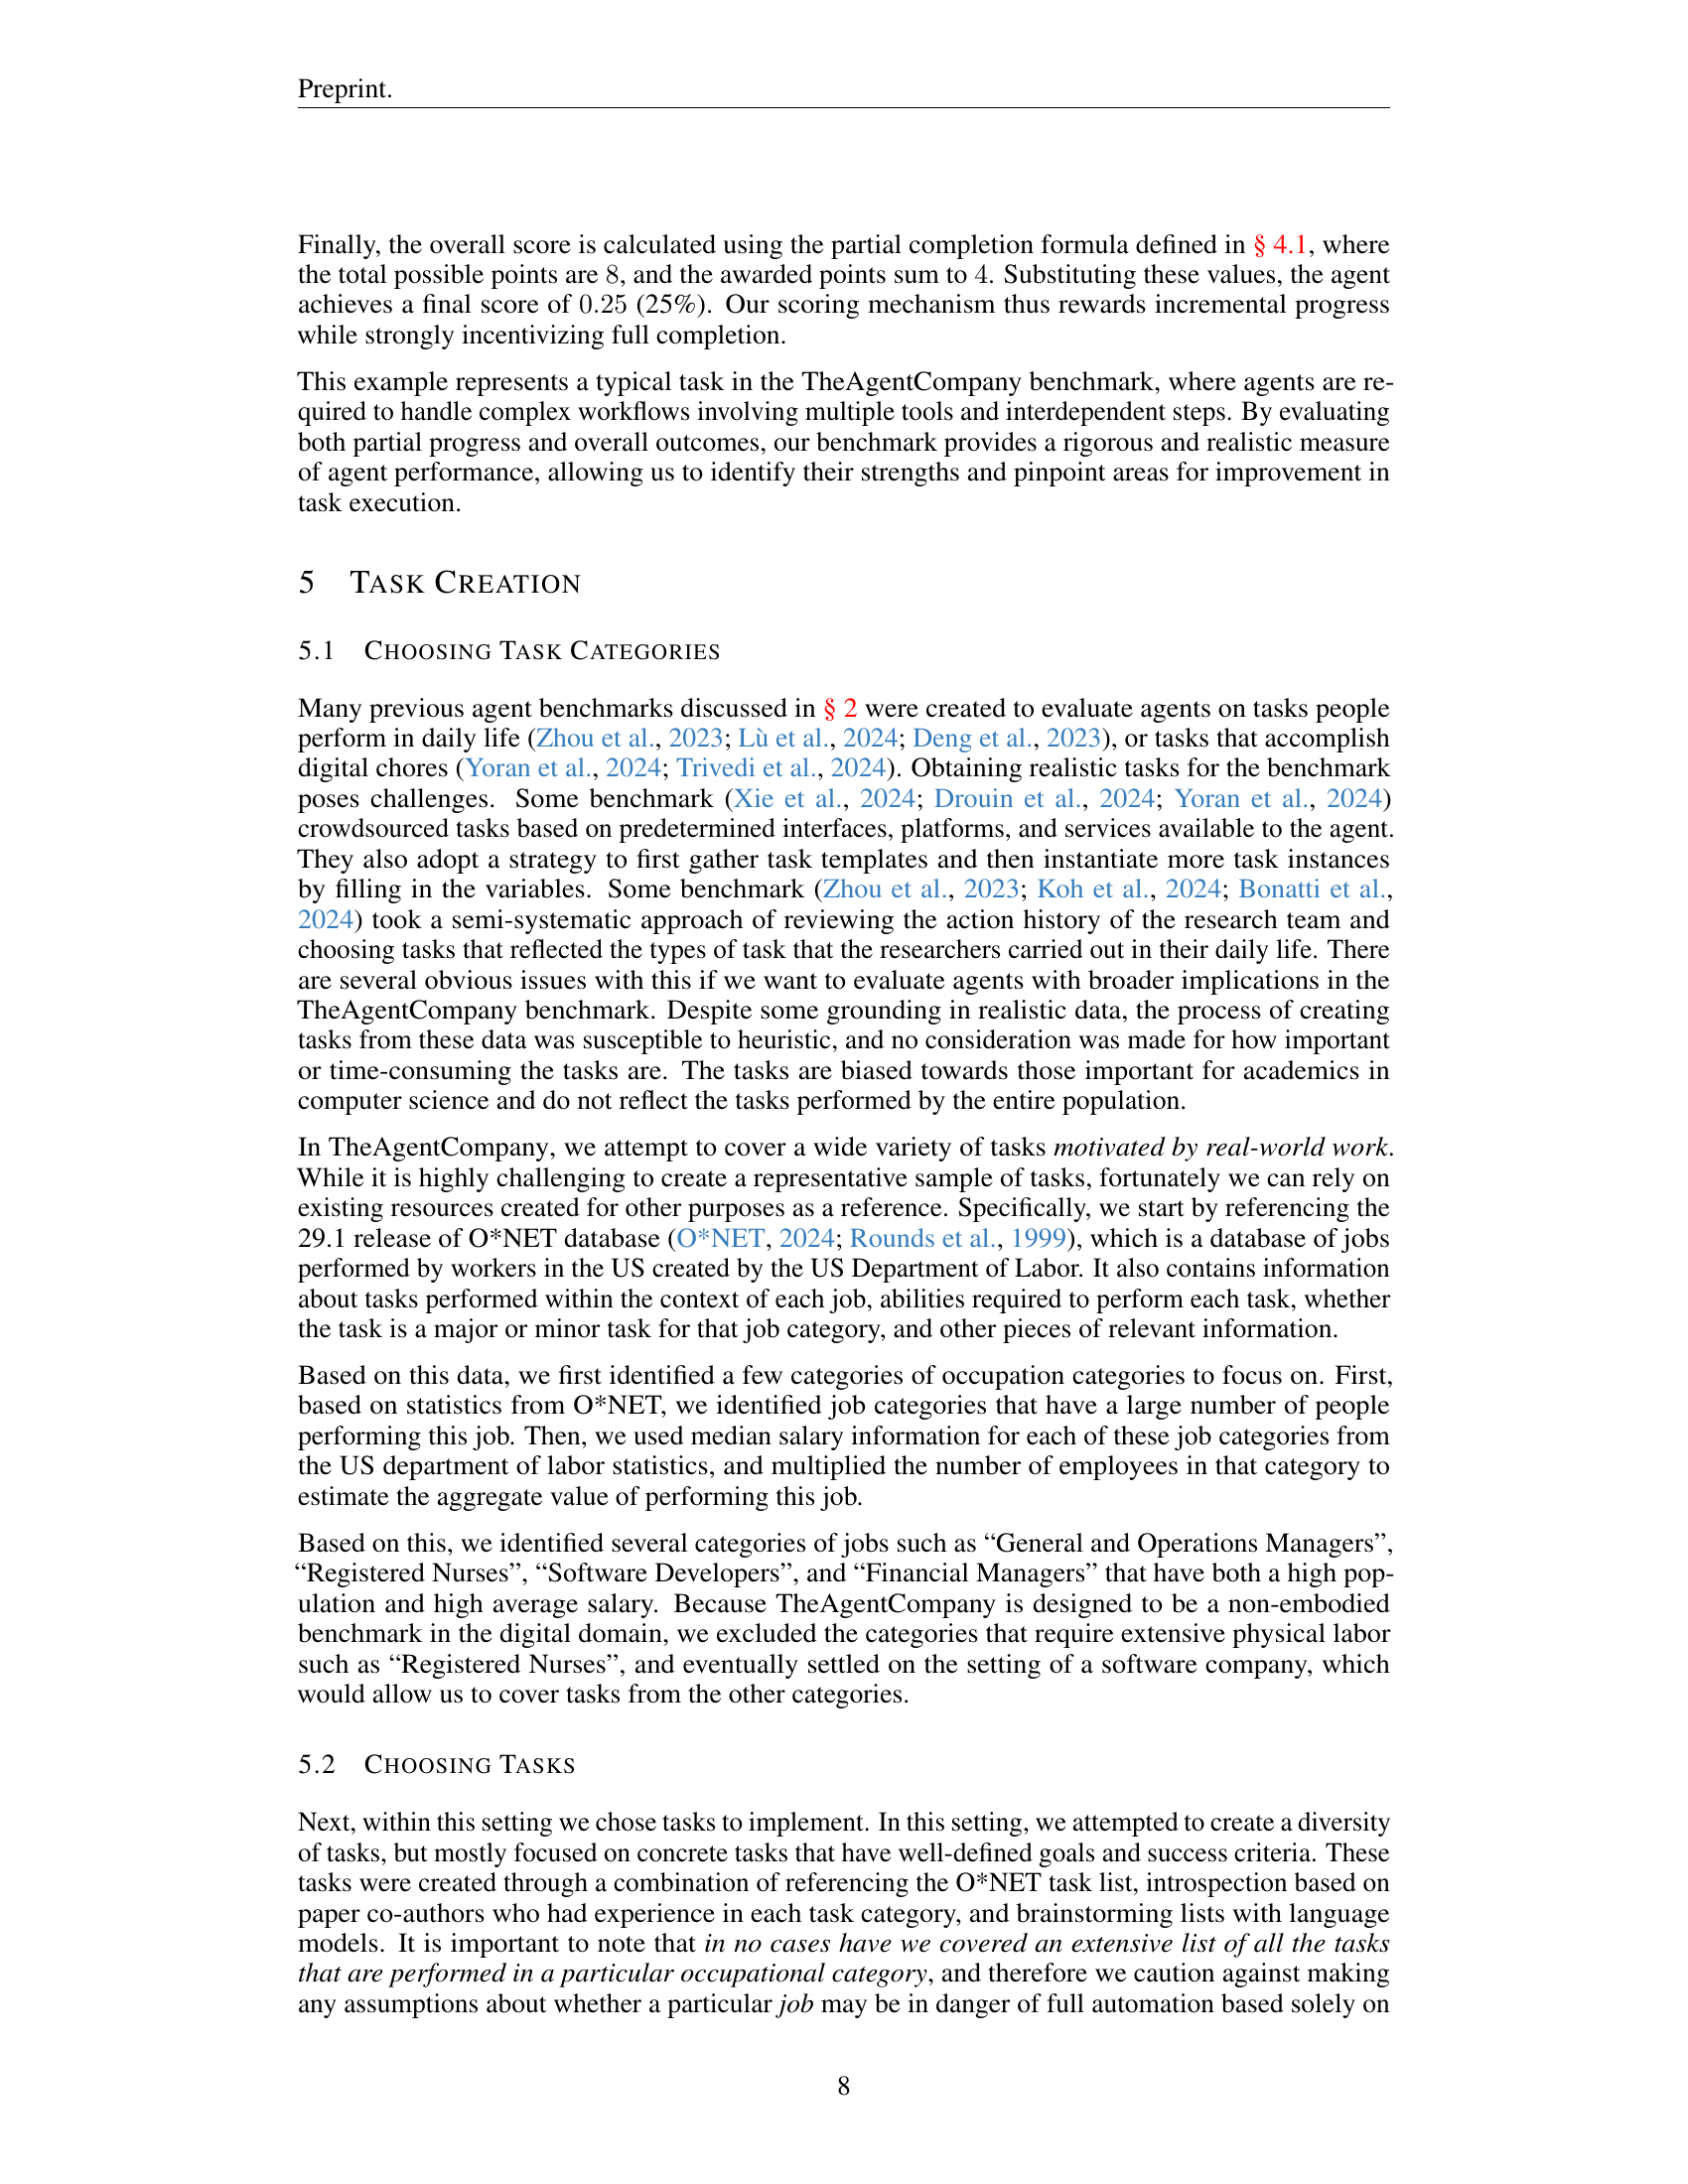 Preprint.
Finally, the overall score is calculated using the partial completion formula defined in § 4.1, where
the total possible points are 8, and the awarded points sum to 4. Substituting these values, the agent
achieves a final score of 0.25 (25%). Our scoring mechanism thus rewards incremental progress
while strongly incentivizing full completion.
This example represents a typical task in the TheAgentCompany benchmark, where agents are re-
quired to handle complex workflows involving multiple tools and interdependent steps. By evaluating
both partial progress and overall outcomes, our benchmark provides a rigorous and realistic measure
of agent performance, allowing us to identify their strengths and pinpoint areas for improvement in
task execution.
5 TASK CREATION
5.1 CHOOSING TASK CATEGORIES
Many previous agent benchmarks discussed in § 2 were created to evaluate agents on tasks people
perform in daily life (Zhou et al., 2023; Lù et al., 2024; Deng et al., 2023), or tasks that accomplish
digital chores (Yoran et al., 2024; Trivedi et al., 2024). Obtaining realistic tasks for the benchmark
poses challenges. Some benchmark (Xie et al., 2024; Drouin et al., 2024; Yoran et al., 2024)
crowdsourced tasks based on predetermined interfaces, platforms, and services available to the agent.
They also adopt a strategy to first gather task templates and then instantiate more task instances
by filling in the variables. Some benchmark (Zhou et al., 2023; Koh et al., 2024; Bonatti et al.,
2024) took a semi-systematic approach of reviewing the action history of the research team and
choosing tasks that reflected the types of task that the researchers carried out in their daily life. There
are several obvious issues with this if we want to evaluate agents with broader implications in the
TheAgentCompany benchmark. Despite some grounding in realistic data, the process of creating
tasks from these data was susceptible to heuristic, and no consideration was made for how important
or time-consuming the tasks are. The tasks are biased towards those important for academics in
computer science and do not reflect the tasks performed by the entire population.
In TheAgentCompany, we attempt to cover a wide variety of tasks motivated by real-world work.
While it is highly challenging to create a representative sample of tasks, fortunately we can rely on
existing resources created for other purposes as a reference. Specifically, we start by referencing the
29.1 release of O*NET database (O*NET, 2024; Rounds et al., 1999), which is a database of jobs
performed by workers in the US created by the US Department of Labor. It also contains information
about tasks performed within the context of each job, abilities required to perform each task, whether
the task is a major or minor task for that job category, and other pieces of relevant information.
Based on this data, we first identified a few categories of occupation categories to focus on. First,
based on statistics from O*NET, we identified job categories that have a large number of people
performing this job. Then, we used median salary information for each of these job categories from
the US department of labor statistics, and multiplied the number of employees in that category to
estimate the aggregate value of performing this job.
Based on this, we identified several categories of jobs such as “General and Operations Managers”,
“Registered Nurses”, “Software Developers”, and “Financial Managers” that have both a high pop-
ulation and high average salary. Because TheAgentCompany is designed to be a non-embodied
benchmark in the digital domain, we excluded the categories that require extensive physical labor
such as “Registered Nurses”, and eventually settled on the setting of a software company, which
would allow us to cover tasks from the other categories.
5.2 CHOOSING TASKS
Next, within this setting we chose tasks to implement. In this setting, we attempted to create a diversity
of tasks, but mostly focused on concrete tasks that have well-defined goals and success criteria. These
tasks were created through a combination of referencing the O*NET task list, introspection based on
paper co-authors who had experience in each task category, and brainstorming lists with language
models. It is important to note that in no cases have we covered an extensive list of all the tasks
that are performed in a particular occupational category, and therefore we caution against making
any assumptions about whether a particular job may be in danger of full automation based solely on
8